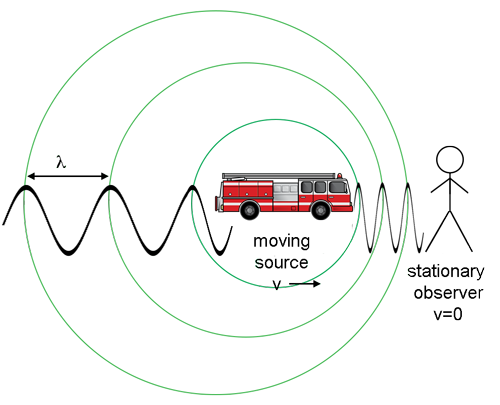 λ
moving
source
v
stationary
observer
v=0